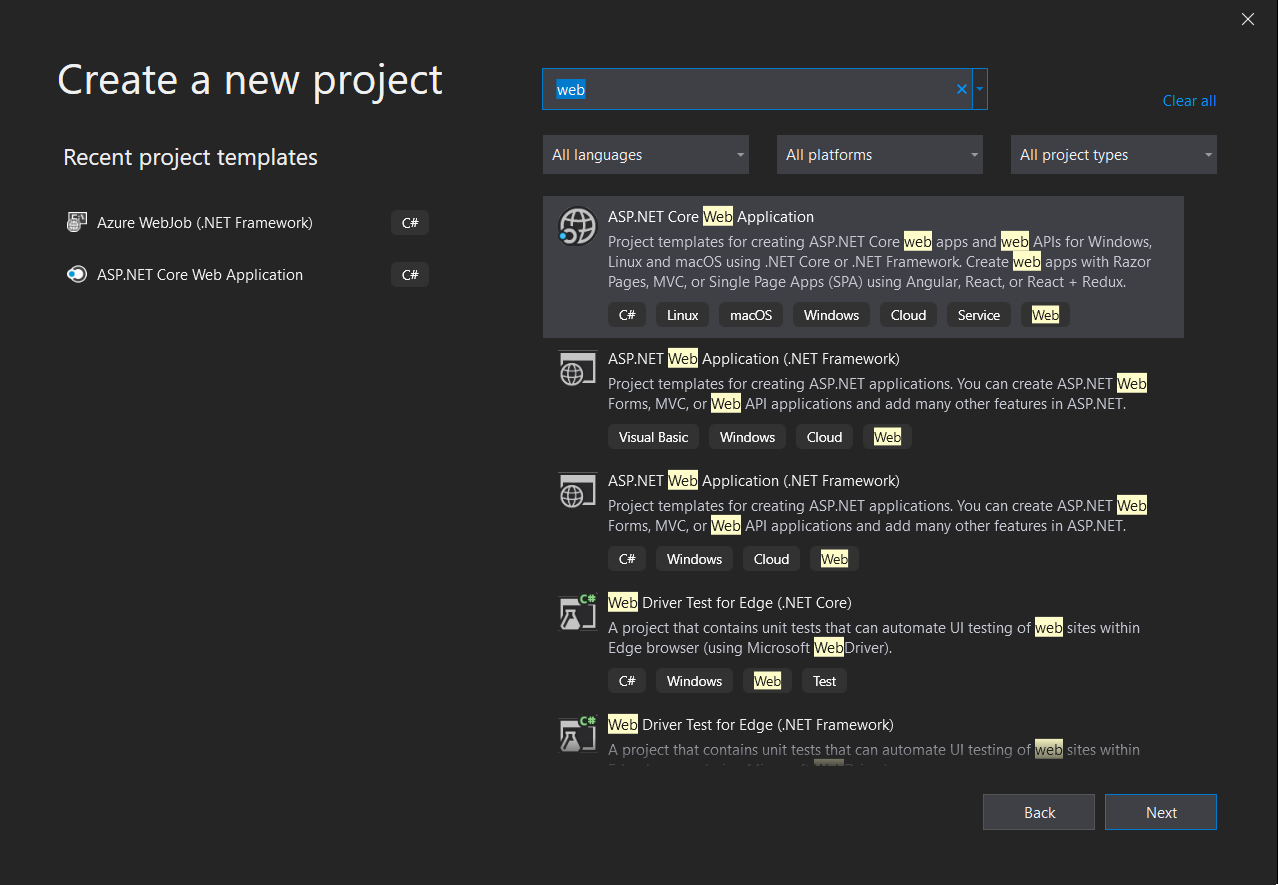 Create a new project
web
Clear all
Recent project templates
All languages
All platforms
All project types
Azure WebJob (.NET Framework)
C#
ASP.NET Core Web Application
C#
ASP.NET Core Web Application
Project templates for creating ASP.NET Core web apps and web APIs for Windows,
Linux and macOS using .NET Core or .NET Framework. Create web apps with Razor
Pages, MVC, or Single Page Apps (SPA) using Angular, React, or React + Redux.
C# Linux macOS Windows Cloud Service Web
ASP.NET Web Application (.NET Framework)
Project templates for creating ASP.NET applications. You can create ASP.NET Web
Forms, MVC, or Web API applications and add many other features in ASP.NET.
Visual Basic Windows Cloud Web
ASP.NET Web Application (.NET Framework)
Project templates for creating ASP.NET applications. You can create ASP.NET Web
Forms, MVC, or Web API applications and add many other features in ASP.NET.
C# Windows Cloud Web
C#
Web Driver Test for Edge (.NET Core)
A project that contains unit tests that can automate UI testing of web sites within
Edge browser (using Microsoft WebDriver).
C# Windows Web Test
C#
Web Driver Test for Edge (.NET Framework)
A project that contains unit tests that can automate UI testing of web sites within
Back
Next